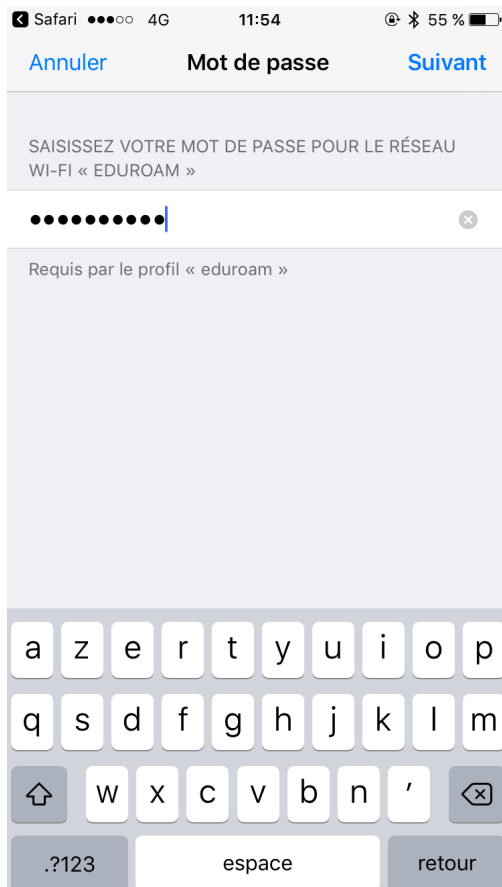 Safari 4G 11:54 55 %
Annuler Mot de passe Suivant
SAISISSEZ VOTRE MOT DE PASSE POUR LE RÉSEAU
WI-FI « EDUROAM »
••••••••••
Requis par le profil « eduroam »
a z e r t y u i o p
q s d f g h j k l m
w x c v b n ’
.?123 espace retour